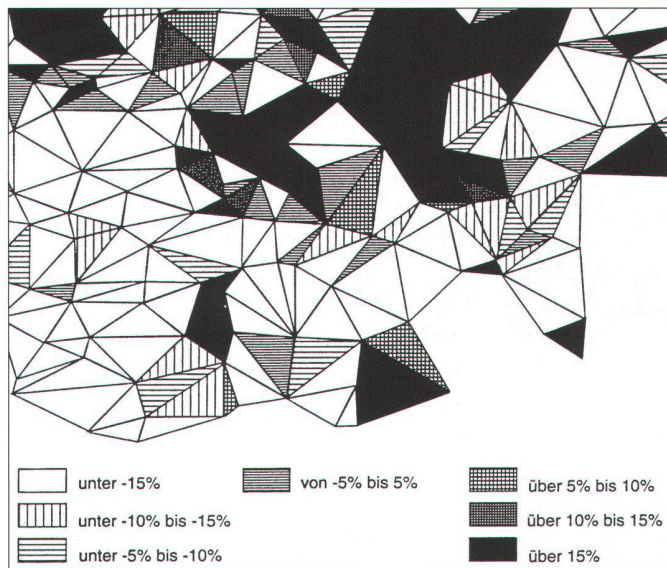 unter -15%
unter -10% bis -15%
unter -5% bis -10%
von -5% bis 5%
über 5% bis 10%
über 10% bis 15%
über 15%